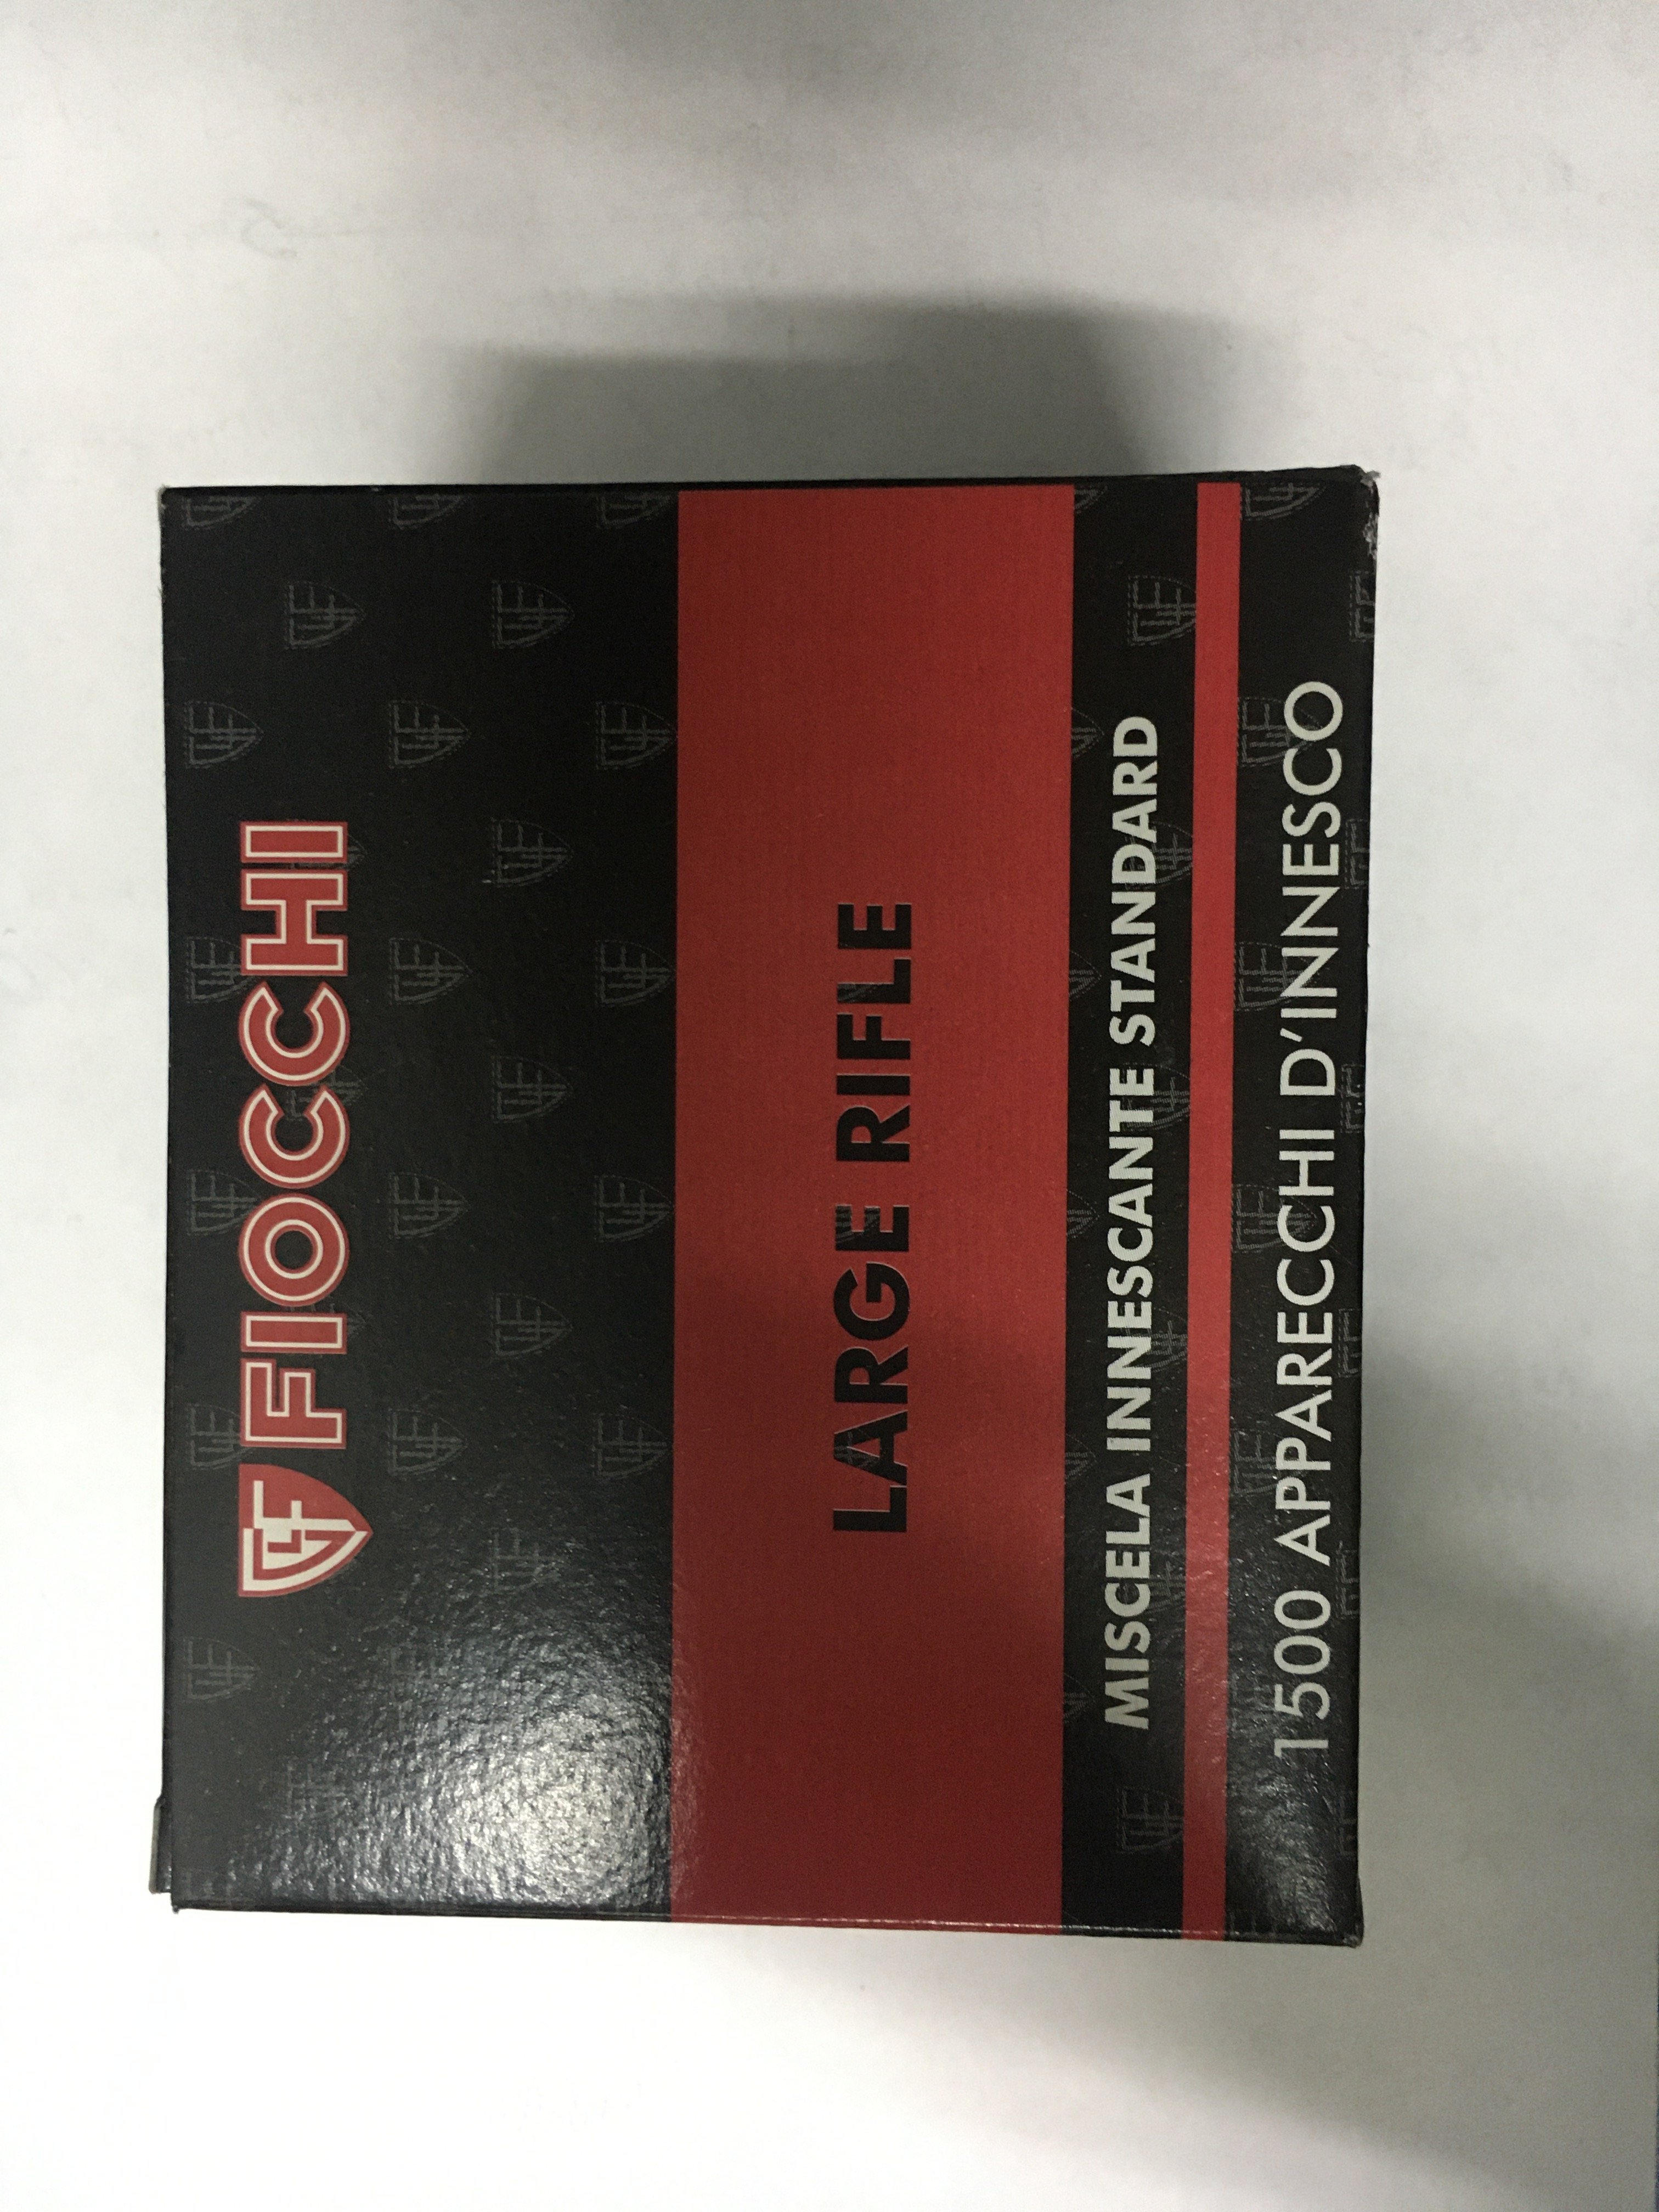 FIOCCHI
LARGE RIFLE
MISCELA INNESCANTE STANDARD
1500 APPARECCHI D'INNESCO